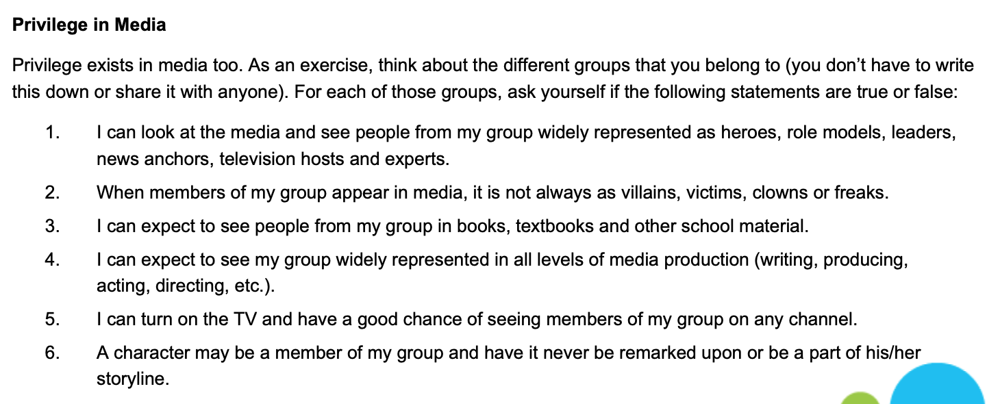 Privilege in Media
Privilege exists in media too. As an exercise, think about the different groups that you belong to (you don’t have to write
this down or share it with anyone). For each of those groups, ask yourself if the following statements are true or false:
1. I can look at the media and see people from my group widely represented as heroes, role models, leaders,
news anchors, television hosts and experts.
2. When members of my group appear in media, it is not always as villains, victims, clowns or freaks.
3. I can expect to see people from my group in books, textbooks and other school material.
4. I can expect to see my group widely represented in all levels of media production (writing, producing,
acting, directing, etc.).
5. I can turn on the TV and have a good chance of seeing members of my group on any channel.
6. A character may be a member of my group and have it never be remarked upon or be a part of his/her
storyline.